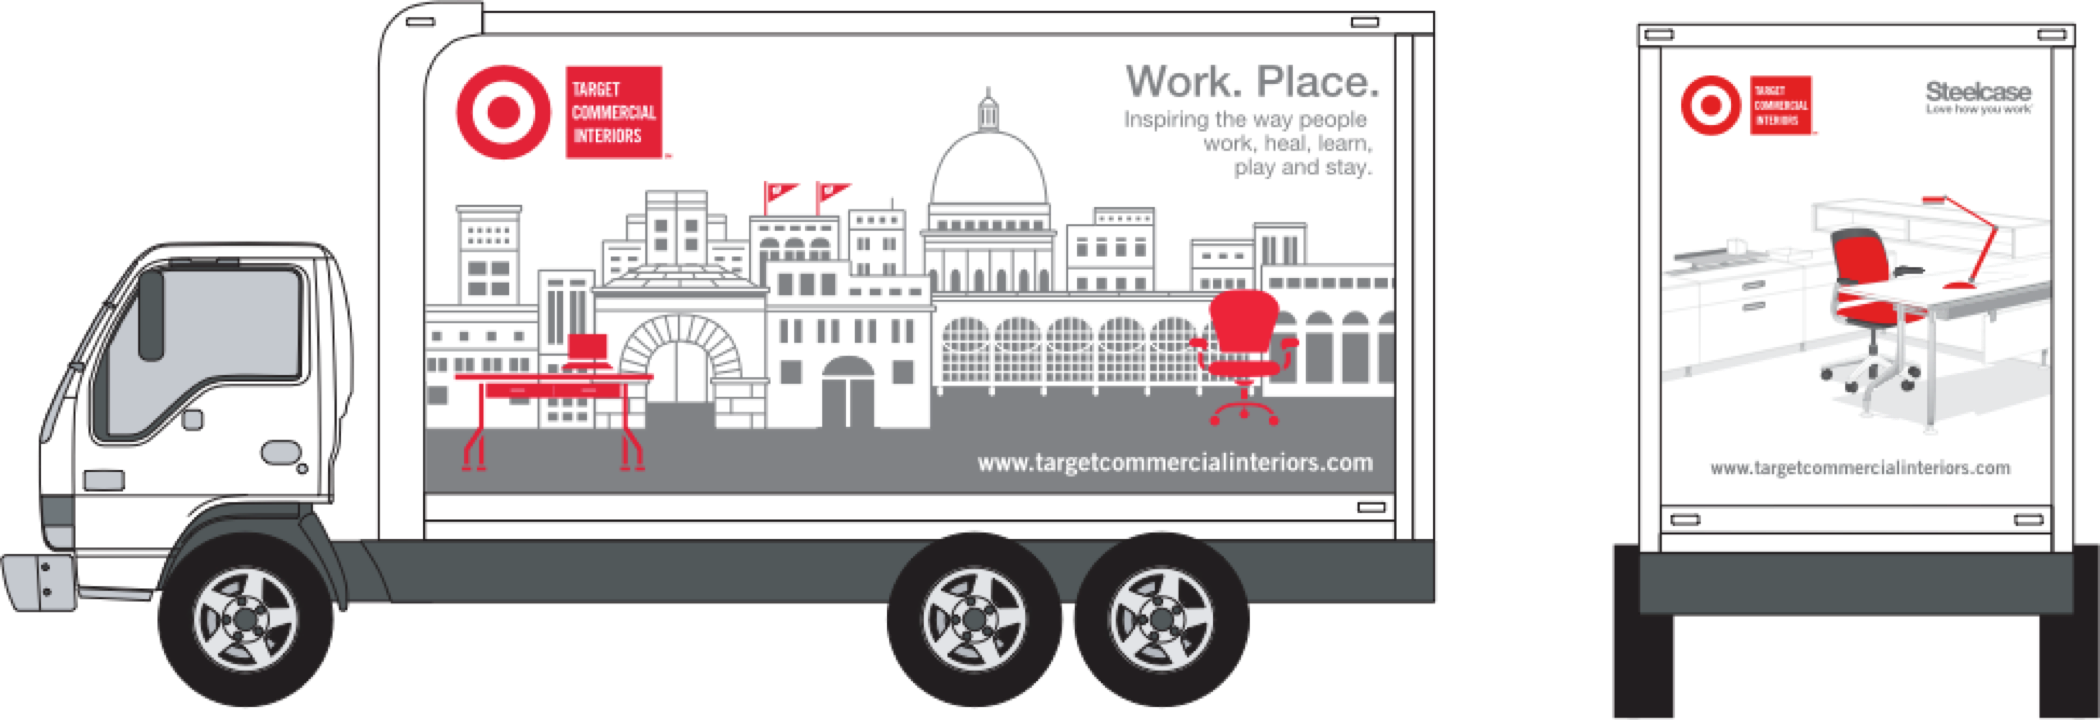 TARGET
COMMERCIAL
INTERIORS
Work. Place.
Inspiring the way people
work, heal, learn,
play and stay.
www.targetcommercialinteriors.com
TARGET
COMMERCIAL
INTERIORS
Steelcase
Love how you work
www.targetcommercialinteriors.com